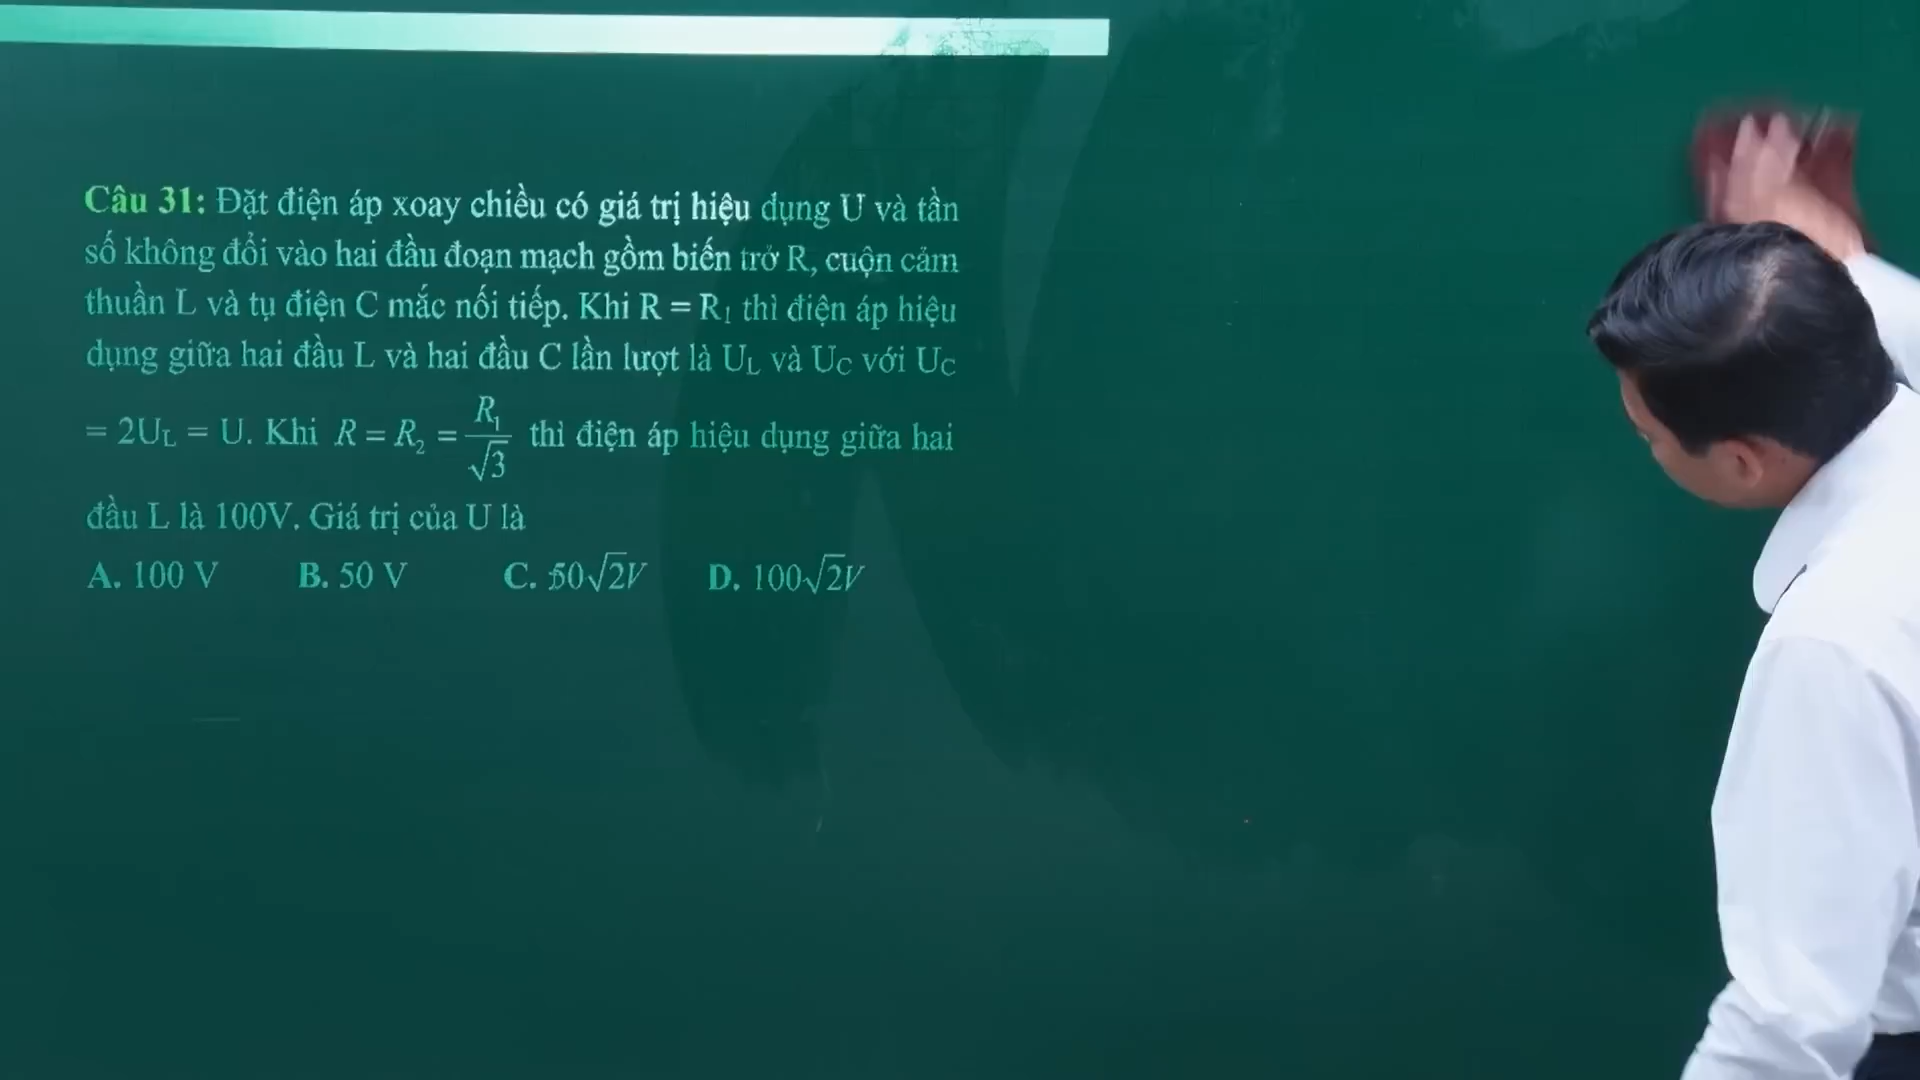 Câu 31: Đặt điện áp xoay chiều có giá trị hiệu dụng U và tần
số không đổi vào hai đầu đoạn mạch gồm biến trở R, cuộn cảm
thuần L và tụ điện C mắc nối tiếp. Khi R = R₁ thì điện áp hiệu
dụng giữa hai đầu L và hai đầu C lần lượt là U_L và U_C với U_C
= 2U_L = U. Khi R = R₂ = R₁/√3 thì điện áp hiệu dụng giữa hai
đầu L là 100V. Giá trị của U là
A. 100 V B. 50 V C. 50√2V D. 100√2V